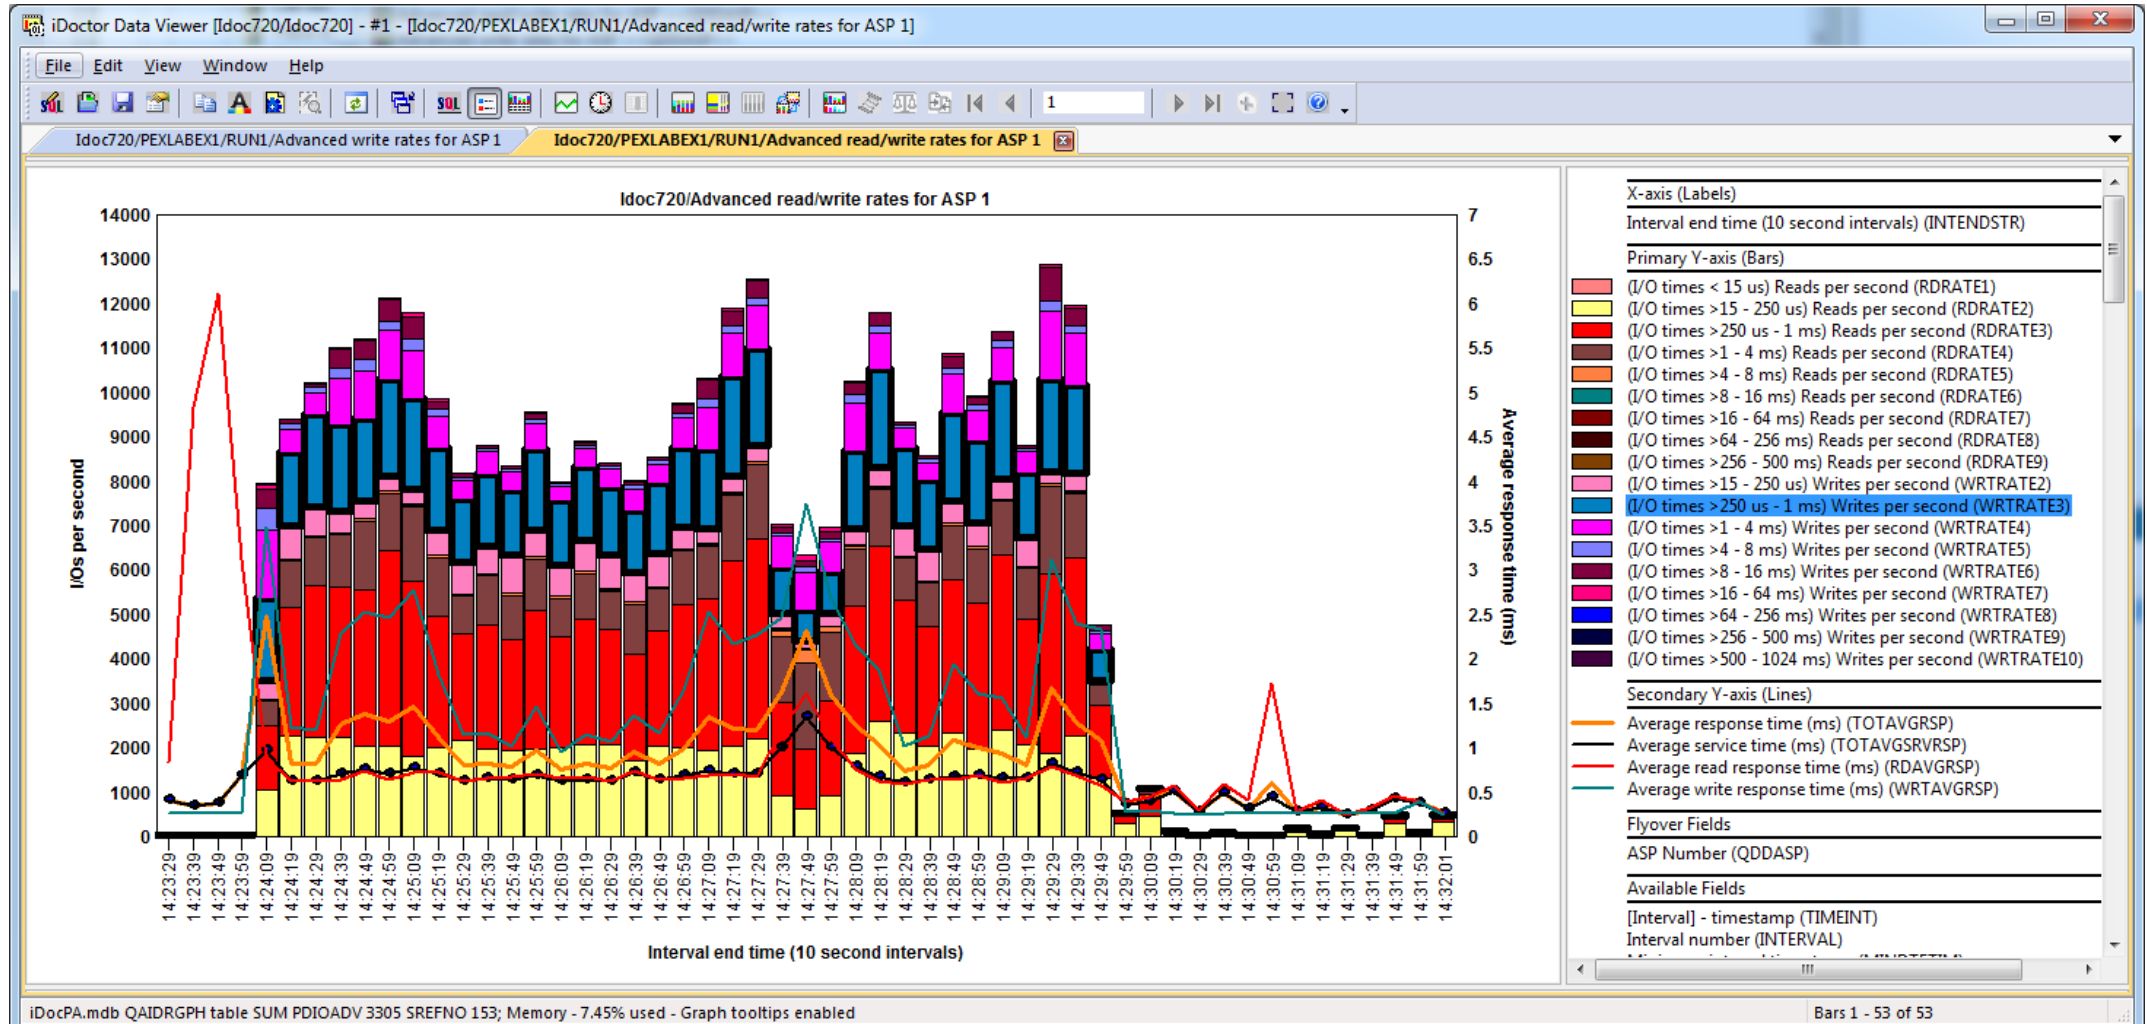 iDoctor Data Viewer [Idoc720/Idoc720] - #1 - [Idoc720/PEXLABEX1/RUN1/Advanced read/write rates for ASP 1]
File Edit View Window Help
SQL SQL 1
Idoc720/PEXLABEX1/RUN1/Advanced write rates for ASP 1
Idoc720/PEXLABEX1/RUN1/Advanced read/write rates for ASP 1
Idoc720/Advanced read/write rates for ASP 1
14000
13000
12000
11000
10000
9000
8000
7000
6000
5000
4000
3000
2000
1000
0
I/Os per second
7
6.5
6
5.5
5
4.5
4
3.5
3
2.5
2
1.5
1
0.5
0
Average response time (ms)
14:23:29
14:23:39
14:23:49
14:23:59
14:24:09
14:24:19
14:24:29
14:24:39
14:24:49
14:24:59
14:25:09
14:25:19
14:25:29
14:25:39
14:25:49
14:25:59
14:26:09
14:26:19
14:26:29
14:26:39
14:26:49
14:26:59
14:27:09
14:27:19
14:27:29
14:27:39
14:27:49
14:27:59
14:28:09
14:28:19
14:28:29
14:28:39
14:28:49
14:28:59
14:29:09
14:29:19
14:29:29
14:29:39
14:29:49
14:29:59
14:30:09
14:30:19
14:30:29
14:30:39
14:30:49
14:30:59
14:31:09
14:31:19
14:31:29
14:31:39
14:31:49
14:31:59
14:32:01
Interval end time (10 second intervals)
X-axis (Labels)
Interval end time (10 second intervals) (INTENDSTR)
Primary Y-axis (Bars)
(I/O times < 15 us) Reads per second (RDRATE1)
(I/O times >15 - 250 us) Reads per second (RDRATE2)
(I/O times >250 us - 1 ms) Reads per second (RDRATE3)
(I/O times >1 - 4 ms) Reads per second (RDRATE4)
(I/O times >4 - 8 ms) Reads per second (RDRATE5)
(I/O times >8 - 16 ms) Reads per second (RDRATE6)
(I/O times >16 - 64 ms) Reads per second (RDRATE7)
(I/O times >64 - 256 ms) Reads per second (RDRATE8)
(I/O times >256 - 500 ms) Reads per second (RDRATE9)
(I/O times >15 - 250 us) Writes per second (WRTRATE2)
(I/O times >250 us - 1 ms) Writes per second (WRTRATE3)
(I/O times >1 - 4 ms) Writes per second (WRTRATE4)
(I/O times >4 - 8 ms) Writes per second (WRTRATE5)
(I/O times >8 - 16 ms) Writes per second (WRTRATE6)
(I/O times >16 - 64 ms) Writes per second (WRTRATE7)
(I/O times >64 - 256 ms) Writes per second (WRTRATE8)
(I/O times >256 - 500 ms) Writes per second (WRTRATE9)
(I/O times >500 - 1024 ms) Writes per second (WRTRATE10)
Secondary Y-axis (Lines)
Average response time (ms) (TOTAVGRSP)
Average service time (ms) (TOTAVGSRVRSP)
Average read response time (ms) (RDAVGRSP)
Average write response time (ms) (WRTAVGRSP)
Flyover Fields
ASP Number (QDDASP)
Available Fields
[Interval] - timestamp (TIMEINT)
Interval number (INTERVAL)
iDocPA.mdb QAIDRGPH table SUM PDIOADV 3305 SREFNO 153; Memory - 7.45% used - Graph tooltips enabled
Bars 1 - 53 of 53